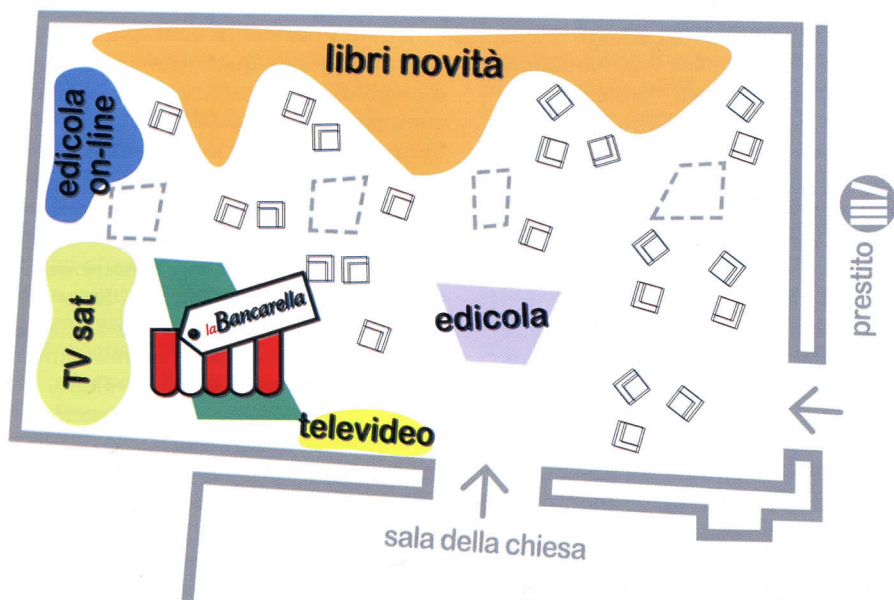 libri novità
edicola
on-line
prestito
TV sat
laBancarella
edicola
televideo
sala della chiesa